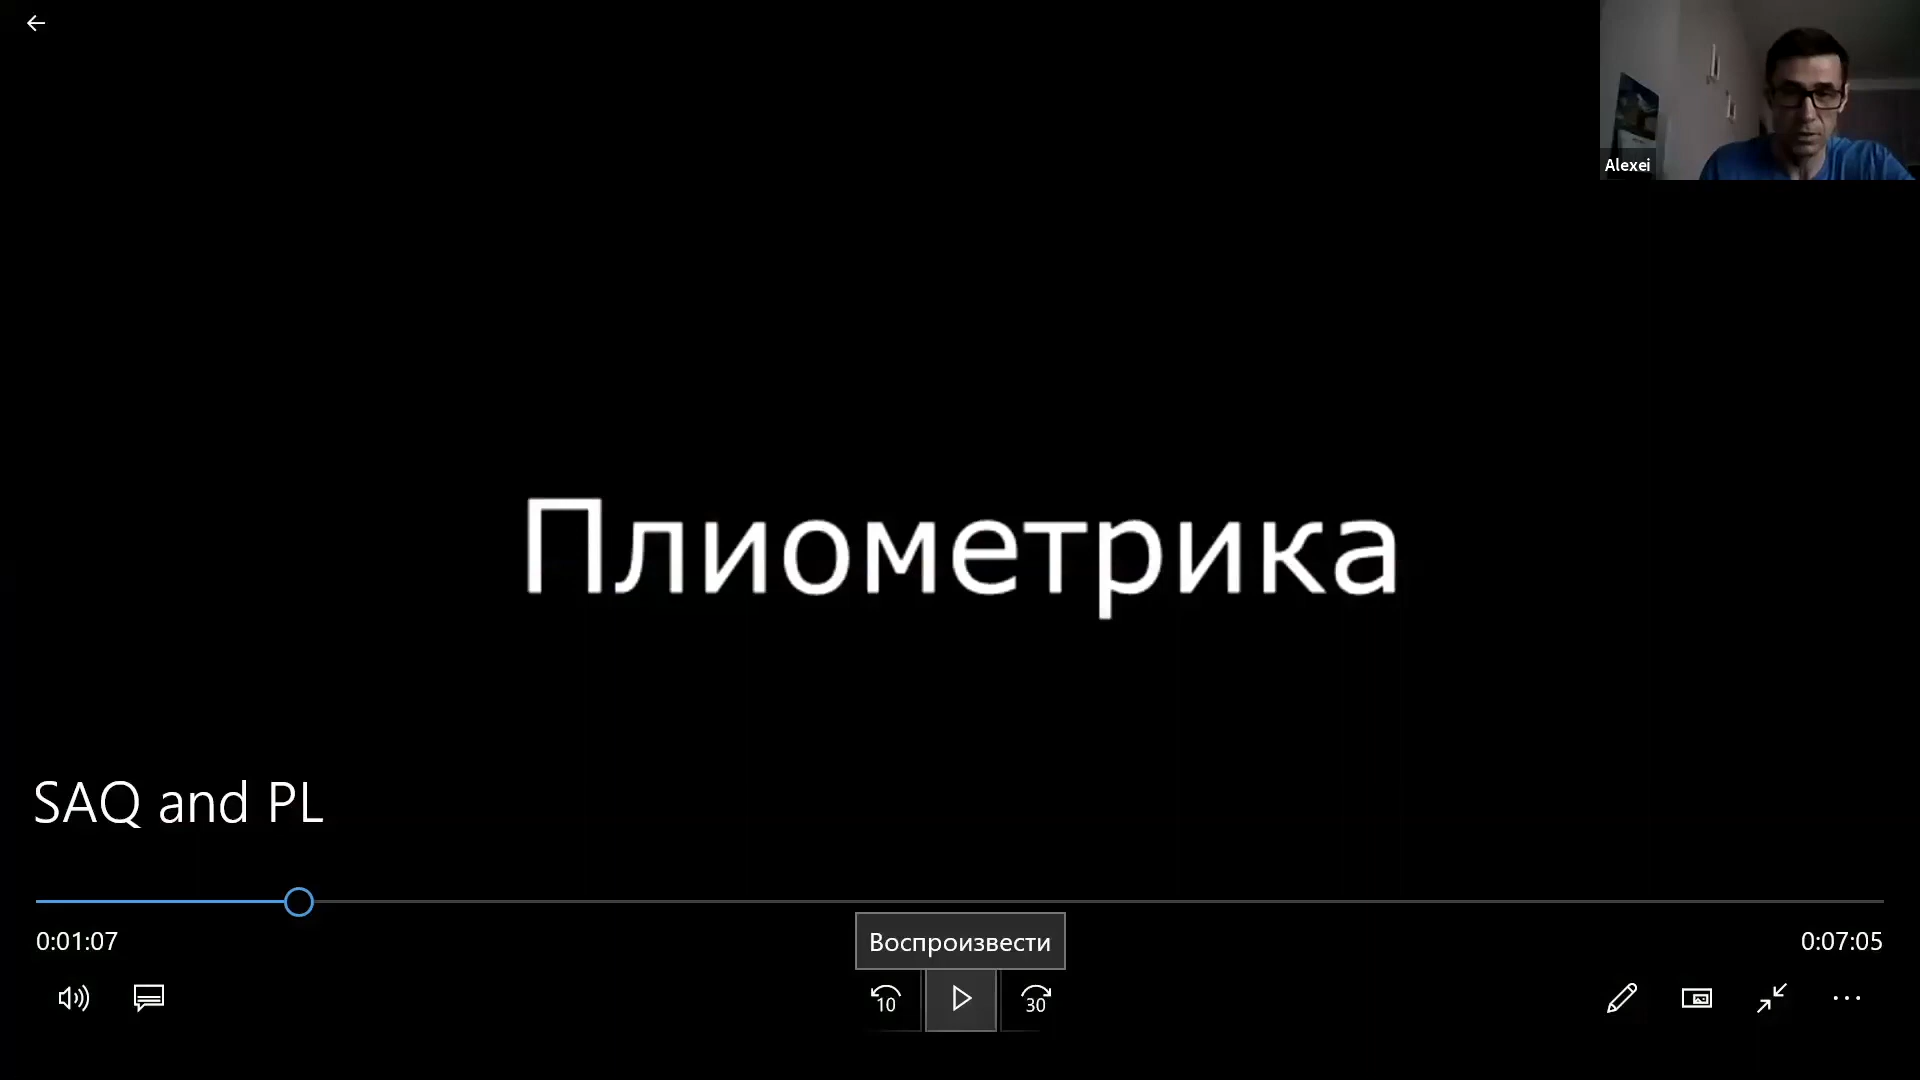 Alexei
Плиометрика
SAQ and PL
0:01:07
0:07:05
Воспроизвести
10
30